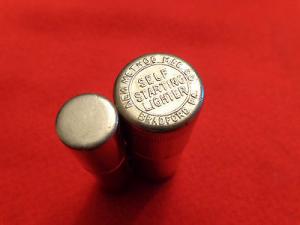 NEW METHOD MFG. CO.
SELF
STARTING
LIGHTER
BRADFORD PA.